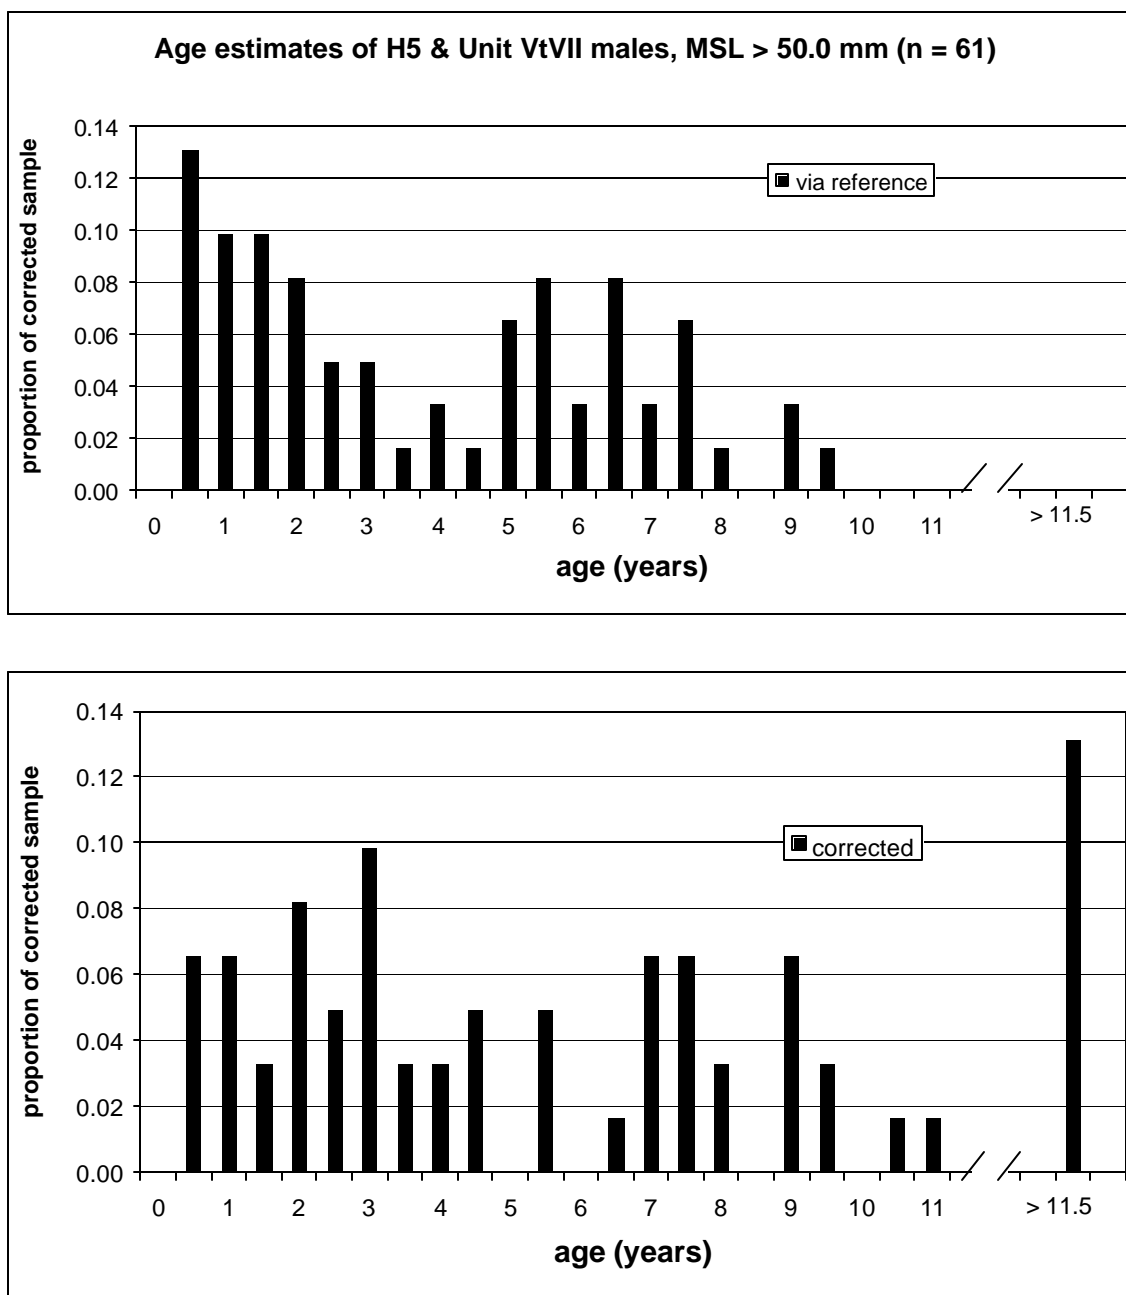 Age estimates of H5 & Unit VtVII males, MSL > 50.0 mm (n = 61)
proportion of corrected sample
0.14
0.12
0.10
0.08
0.06
0.04
0.02
0.00
via reference
0 1 2 3 4 5 6 7 8 9 10 11 > 11.5
age (years)
proportion of corrected sample
0.14
0.12
0.10
0.08
0.06
0.04
0.02
0.00
corrected
0 1 2 3 4 5 6 7 8 9 10 11 > 11.5
age (years)